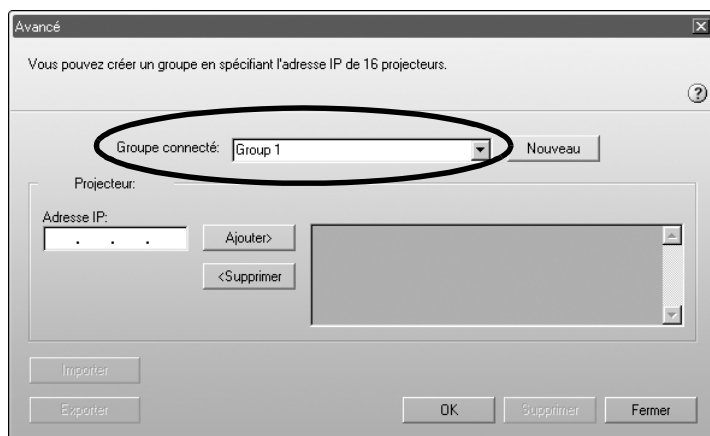 Avancé
Vous pouvez créer un groupe en spécifiant l'adresse IP de 16 projecteurs.
?
Groupe connecté: Group 1 Nouveau
Projecteur:
Adresse IP:
. . . Ajouter>
<Supprimer
Importer
Exporter OK Supprimer Fermer